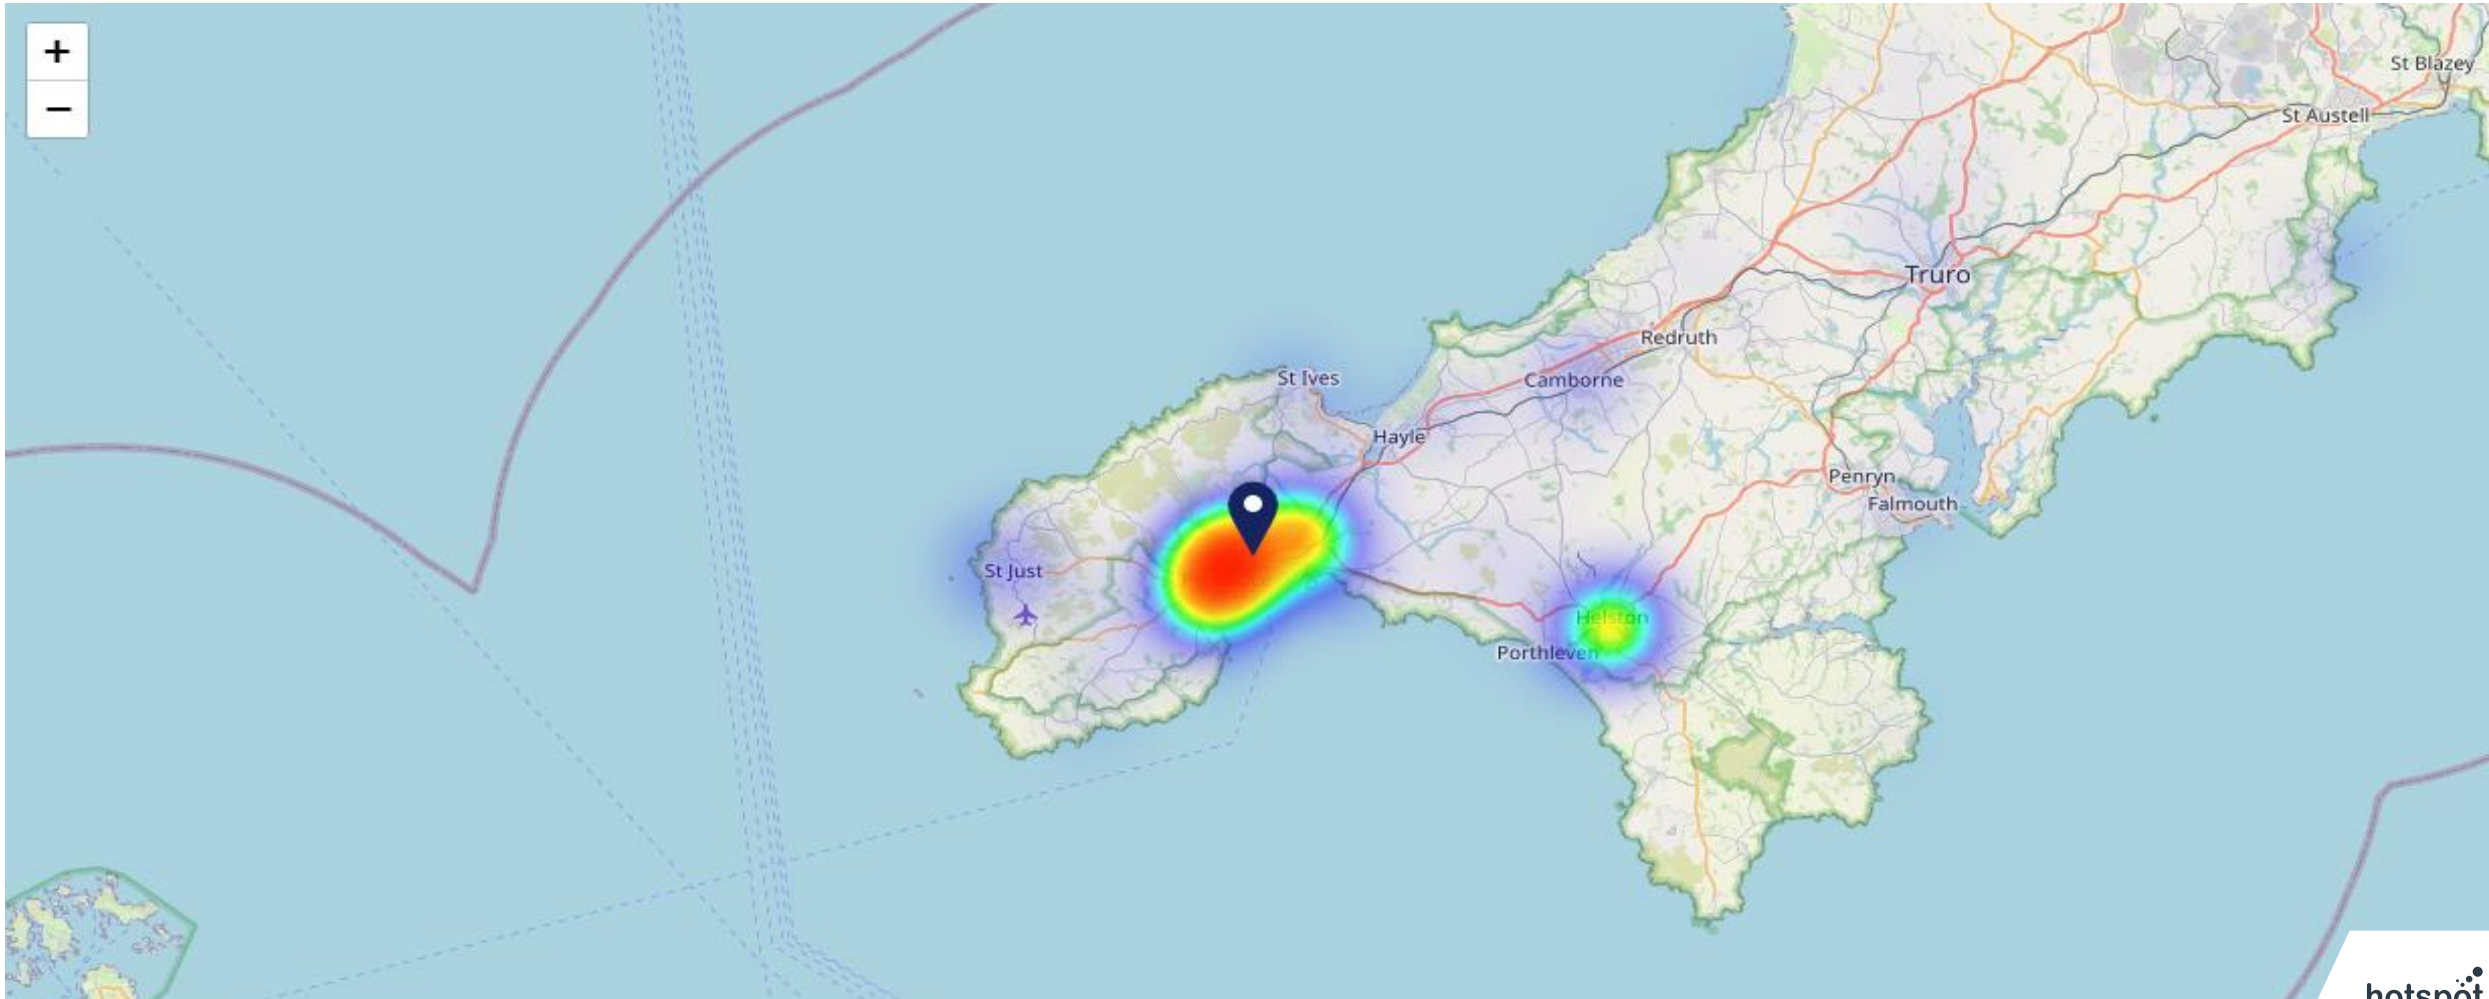 +
−
St Blazey
St Austell
Truro
Redruth
St Ives
Camborne
Hayle
Penryn
Falmouth
St Just
Helston
Porthleven
hotspot